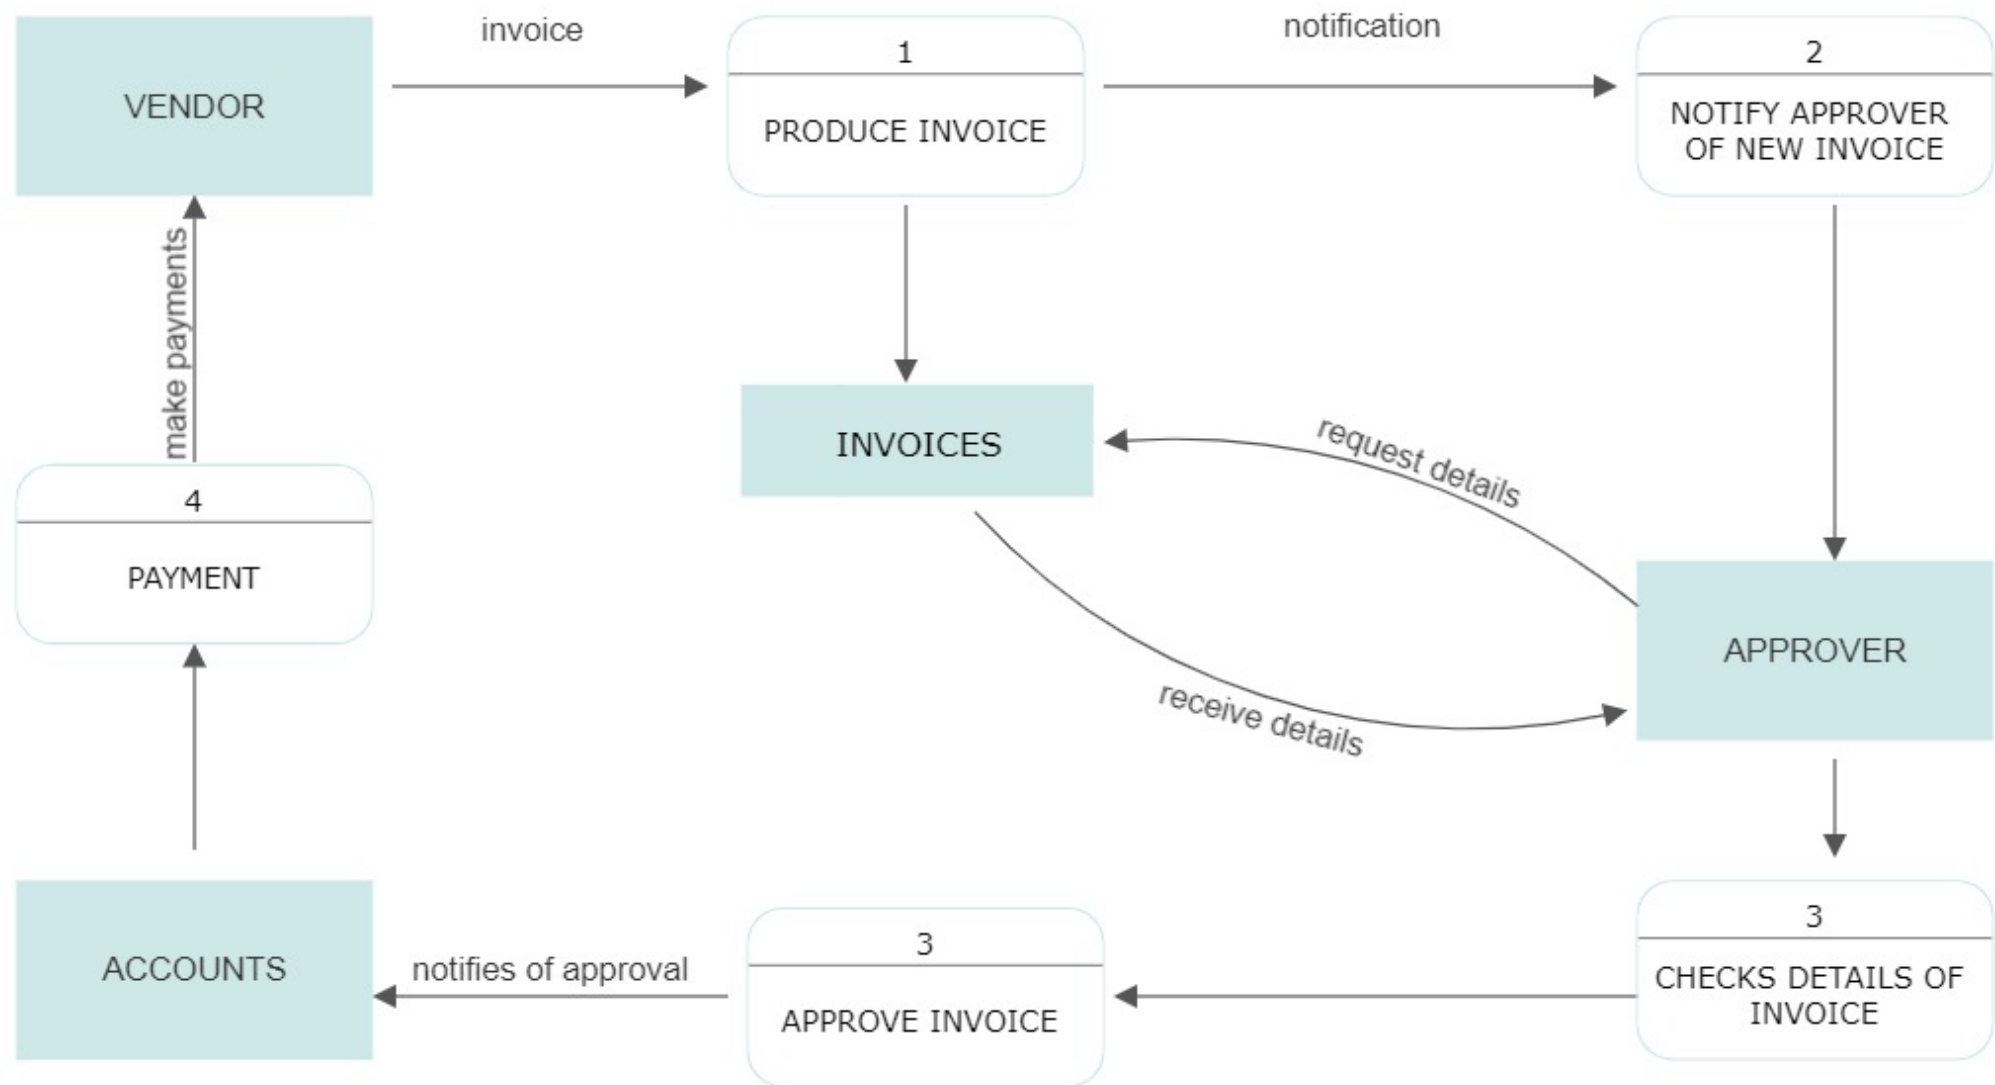 invoice
notification
VENDOR
1
PRODUCE INVOICE
2
NOTIFY APPROVER
OF NEW INVOICE
make payments
INVOICES
request details
4
PAYMENT
APPROVER
receive details
ACCOUNTS
notifies of approval
3
APPROVE INVOICE
3
CHECKS DETAILS OF
INVOICE